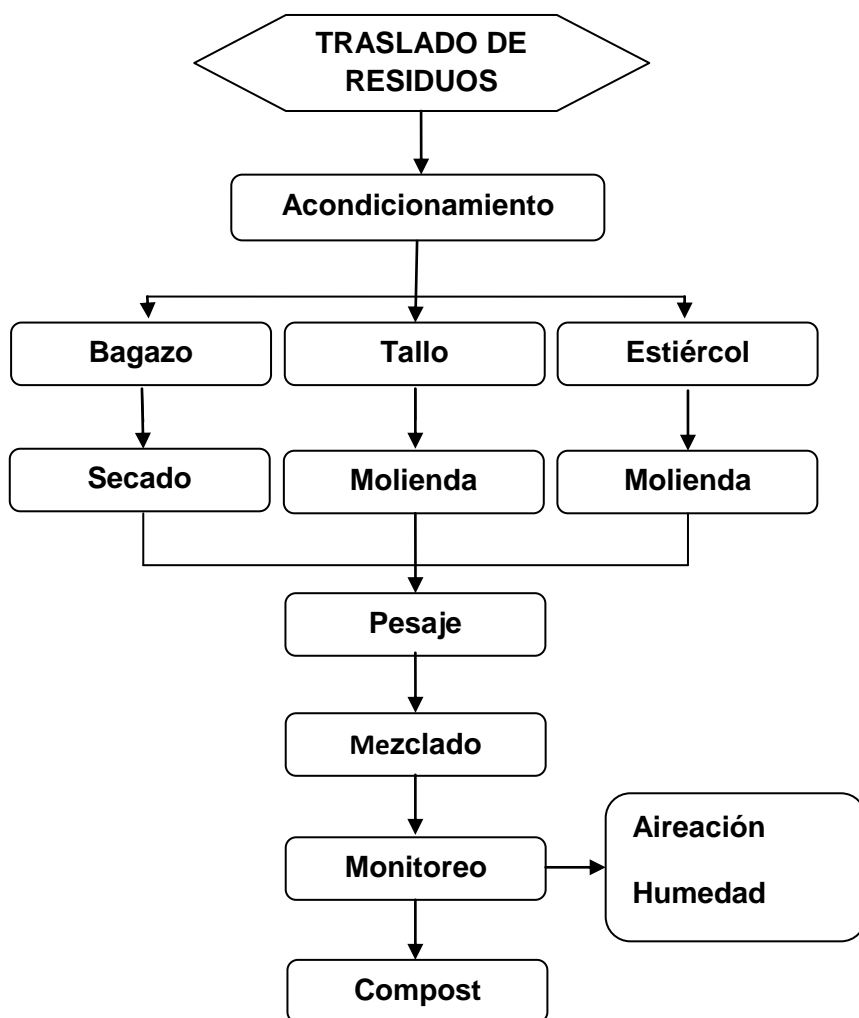 TRASLADO DE
RESIDUOS
Acondicionamiento
Bagazo
Tallo
Estiércol
Secado
Molienda
Molienda
Pesaje
Mezclado
Monitoreo
Aireación
Humedad
Compost